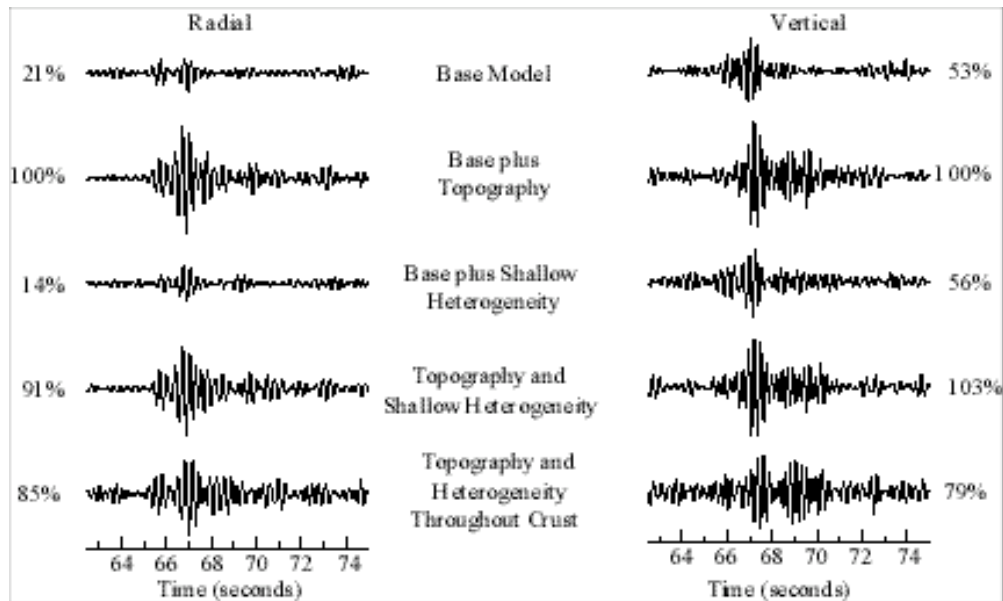 Radial
Vertical
21%
Base Model
53%
100%
Base plus
Topography
100%
14%
Base plus Shallow
Heterogeneity
56%
91%
Topography and
Shallow Heterogeneity
103%
85%
Topography and
Heterogeneity
Throughout Crust
79%
64 66 68 70 72 74
Time (seconds)
64 66 68 70 72 74
Time (seconds)